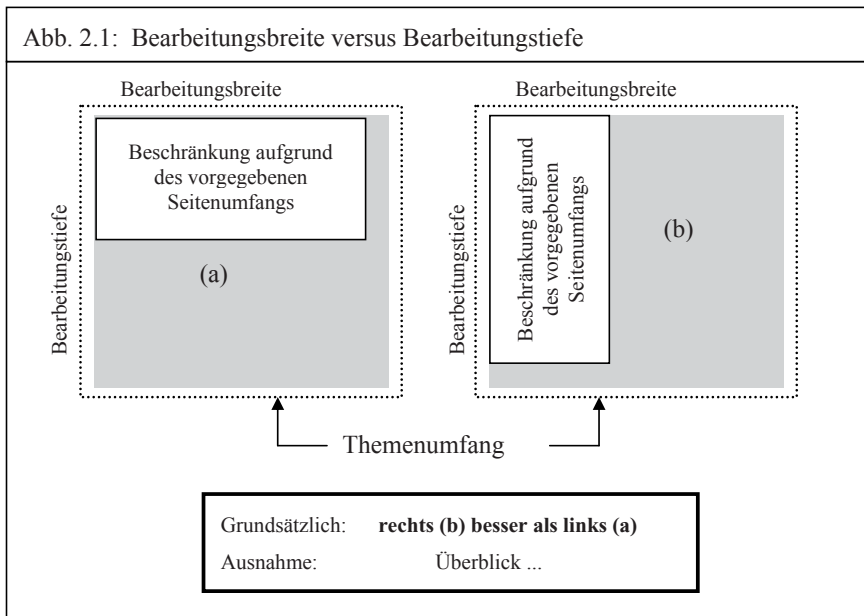 Abb. 2.1: Bearbeitungsbreite versus Bearbeitungstiefe
Bearbeitungsbreite
Bearbeitungstiefe
Beschränkung aufgrund
des vorgegebenen
Seitenumfangs
(a)
Bearbeitungsbreite
Bearbeitungstiefe
Beschränkung aufgrund
des vorgegebenen
Seitenumfangs
(b)
Themenumfang
Grundsätzlich: rechts (b) besser als links (a)
Ausnahme: Überblick ...